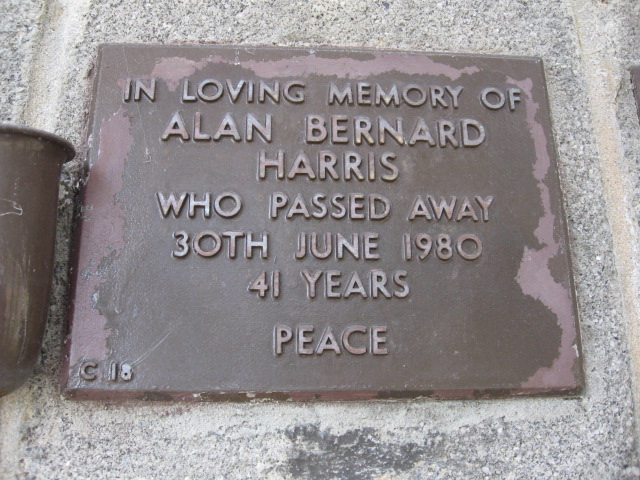 IN LOVING MEMORY OF
ALAN BERNARD
HARRIS
WHO PASSED AWAY
30TH JUNE 1980
41 YEARS
PEACE
C 18